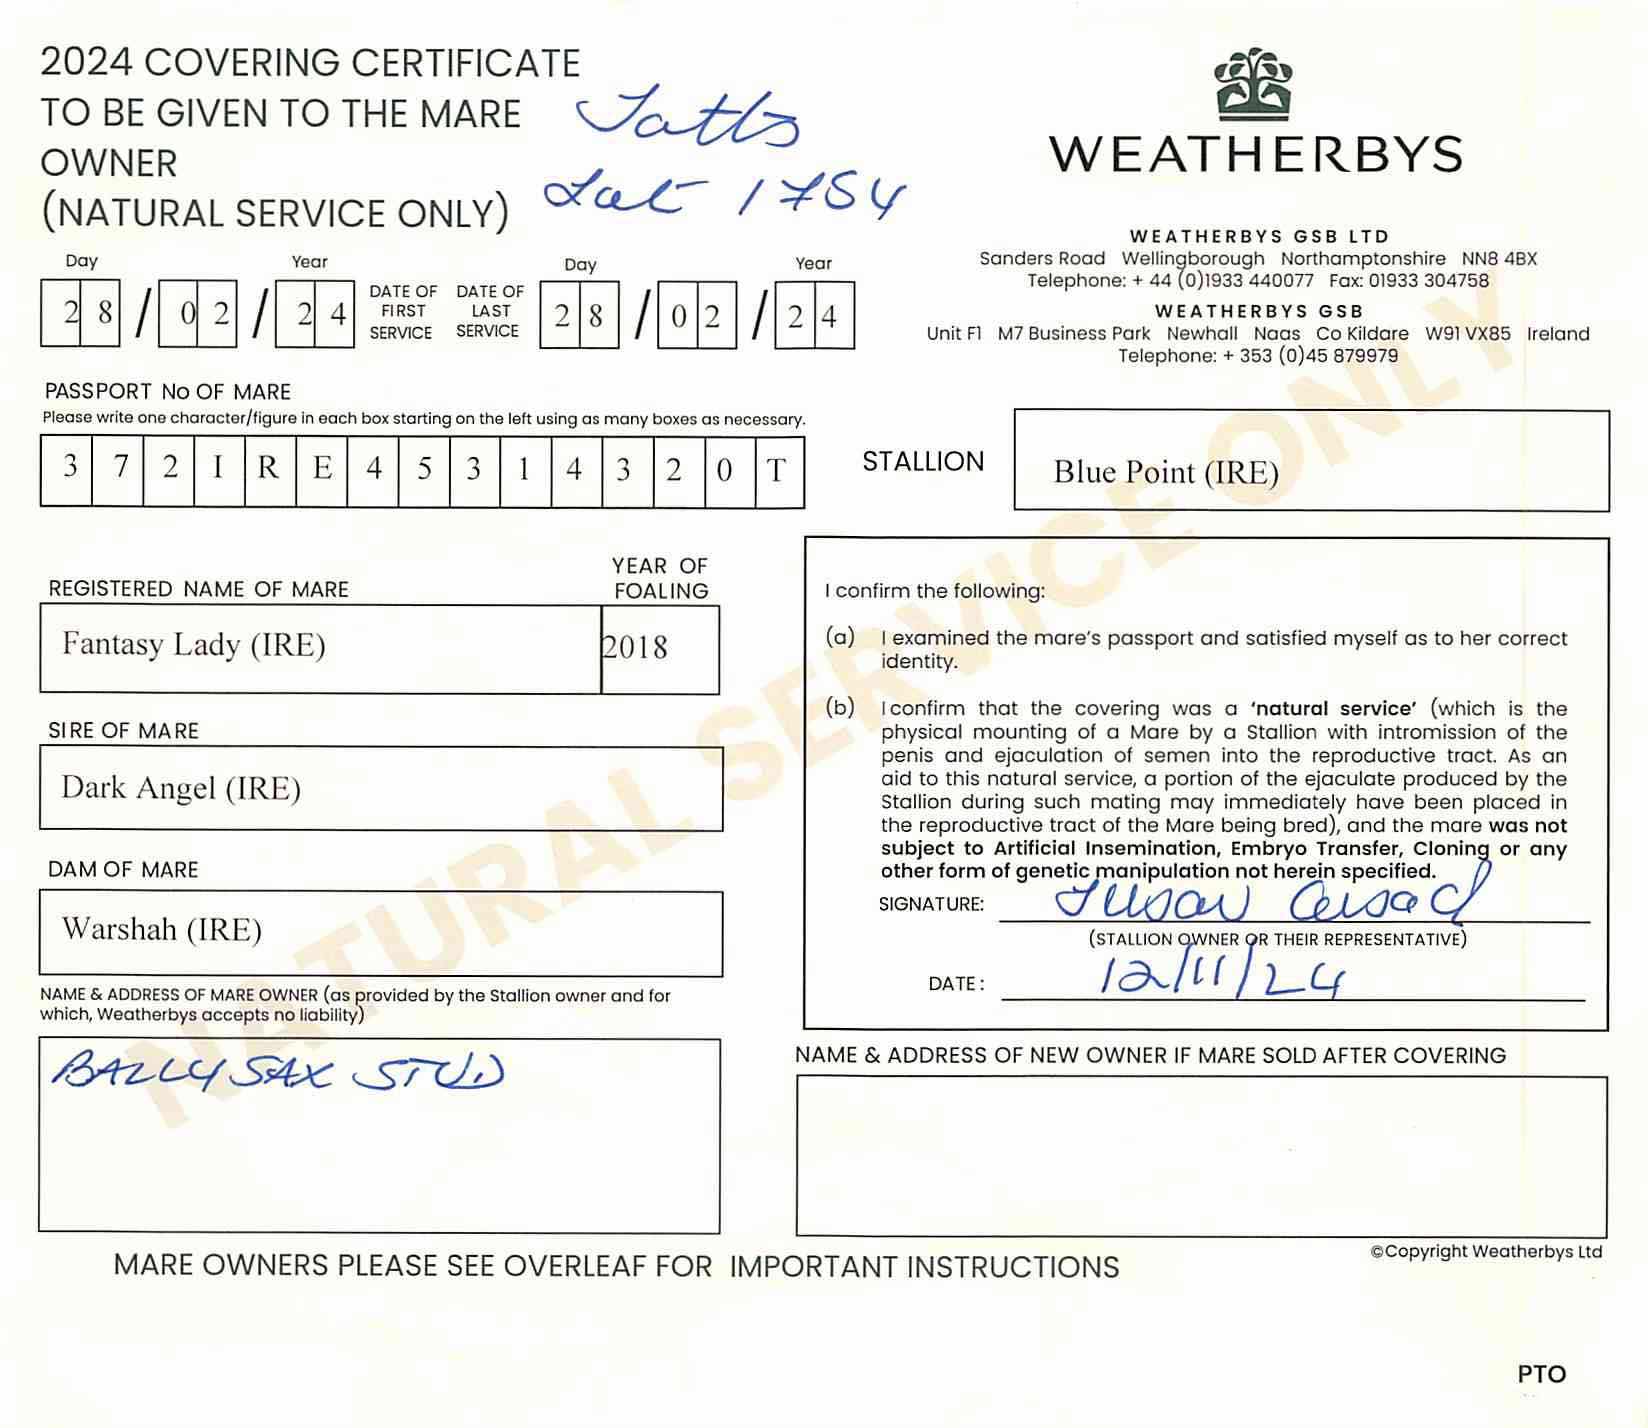 2024 COVERING CERTIFICATE
TO BE GIVEN TO THE MARE
OWNER
(NATURAL SERVICE ONLY)
Tatts
Lot 1754
WEATHERBYS
WEATHERBYS GSB LTD
Sanders Road Wellingborough Northamptonshire NN8 4BX
Telephone: + 44 (0)1933 440077 Fax: 01933 304758
WEATHERBYS GSB
Unit F1 M7 Business Park Newhall Naas Co Kildare W91 VX85 Ireland
Telephone: + 353 (0)45 879979
Day Year
28/02/24
DATE OF FIRST SERVICE
DATE OF LAST SERVICE
Day Year
28/02/24
PASSPORT No OF MARE
Please write one character/figure in each box starting on the left using as many boxes as necessary.
372IRE45314320T
STALLION
Blue Point (IRE)
REGISTERED NAME OF MARE
YEAR OF FOALING
Fantasy Lady (IRE)
2018
SIRE OF MARE
Dark Angel (IRE)
DAM OF MARE
Warshah (IRE)
NAME & ADDRESS OF MARE OWNER (as provided by the Stallion owner and for
which, Weatherbys accepts no liability)
BALLYSAX STUD
I confirm the following:
(a) I examined the mare's passport and satisfied myself as to her correct
identity.
(b) I confirm that the covering was a 'natural service' (which is the
physical mounting of a Mare by a Stallion with intromission of the
penis and ejaculation of semen into the reproductive tract. As an
aid to this natural service, a portion of the ejaculate produced by the
Stallion during such mating may immediately have been placed in
the reproductive tract of the Mare being bred), and the mare was not
subject to Artificial Insemination, Embryo Transfer, Cloning or any
other form of genetic manipulation not herein specified.
SIGNATURE: Susan
(STALLION OWNER OR THEIR REPRESENTATIVE)
DATE: 12/11/24
NAME & ADDRESS OF NEW OWNER IF MARE SOLD AFTER COVERING
©Copyright Weatherbys Ltd
MARE OWNERS PLEASE SEE OVERLEAF FOR IMPORTANT INSTRUCTIONS
PTO
NATURAL SERVICE ONLY